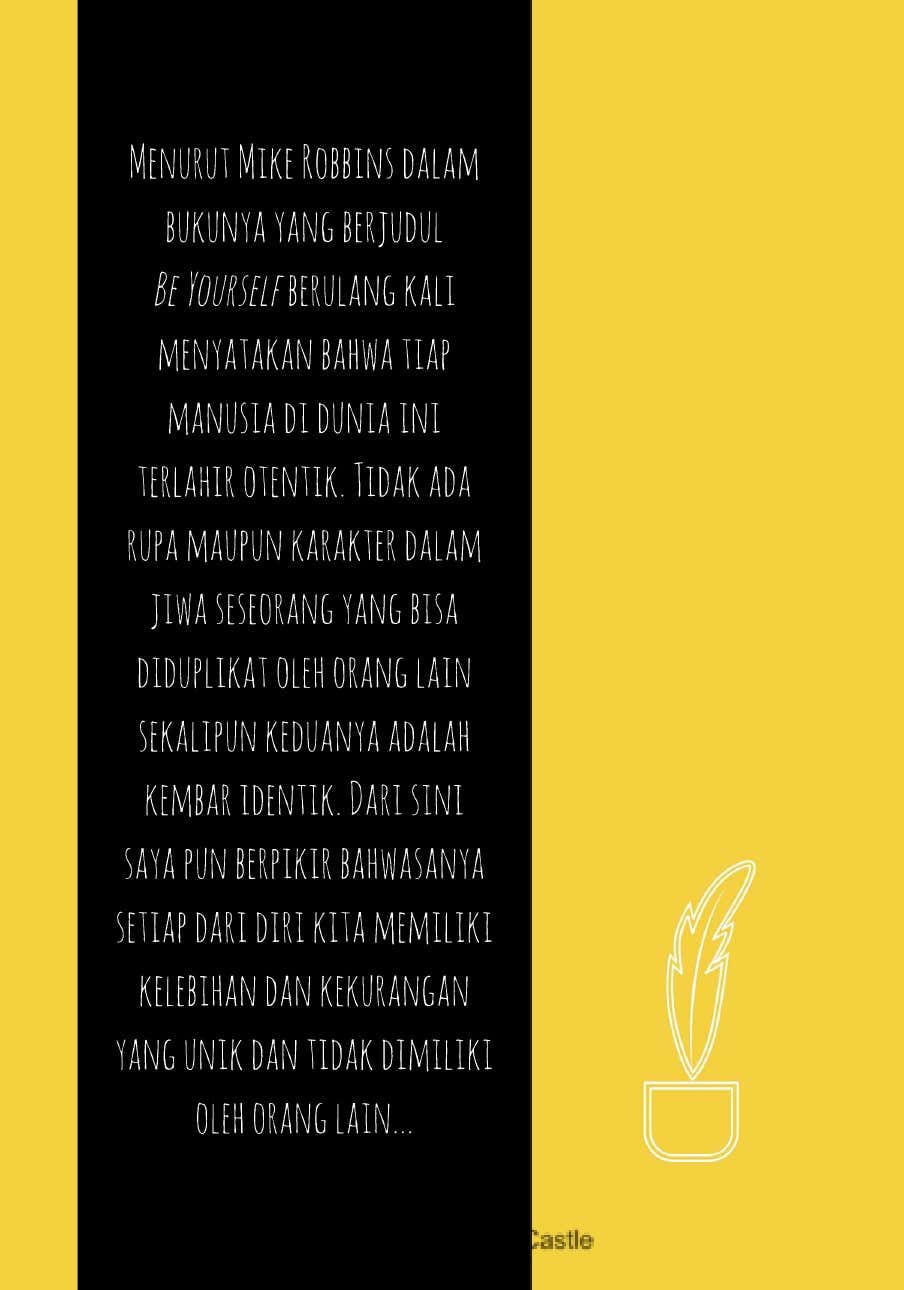 Menurut Mike Robbins dalam
bukunya yang berjudul
Be Yourself berulang kali
menyatakan bahwa tiap
manusia di dunia ini
terlahir otentik. Tidak ada
rupa maupun karakter dalam
jiwa seseorang yang bisa
diduplikat oleh orang lain
sekalipun keduanya adalah
kembar identik. Dari sini
saya pun berpikir bahwasanya
setiap dari diri kita memiliki
kelebihan dan kekurangan
yang unik dan tidak dimiliki
oleh orang lain...
Castle